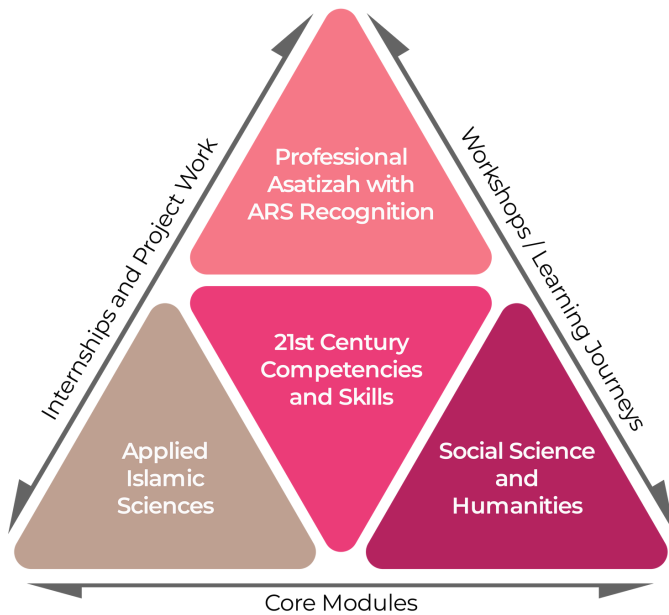 Professional
Asatizah with
ARS Recognition
Internships and Project Work
Workshops / Learning Journeys
21st Century
Competencies
and Skills
Applied
Islamic
Sciences
Social Science
and
Humanities
Core Modules